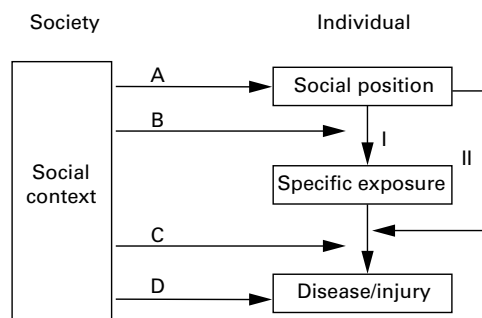 Society
Individual
A
Social position
B
I
II
Social
context
Specific exposure
C
D
Disease/injury